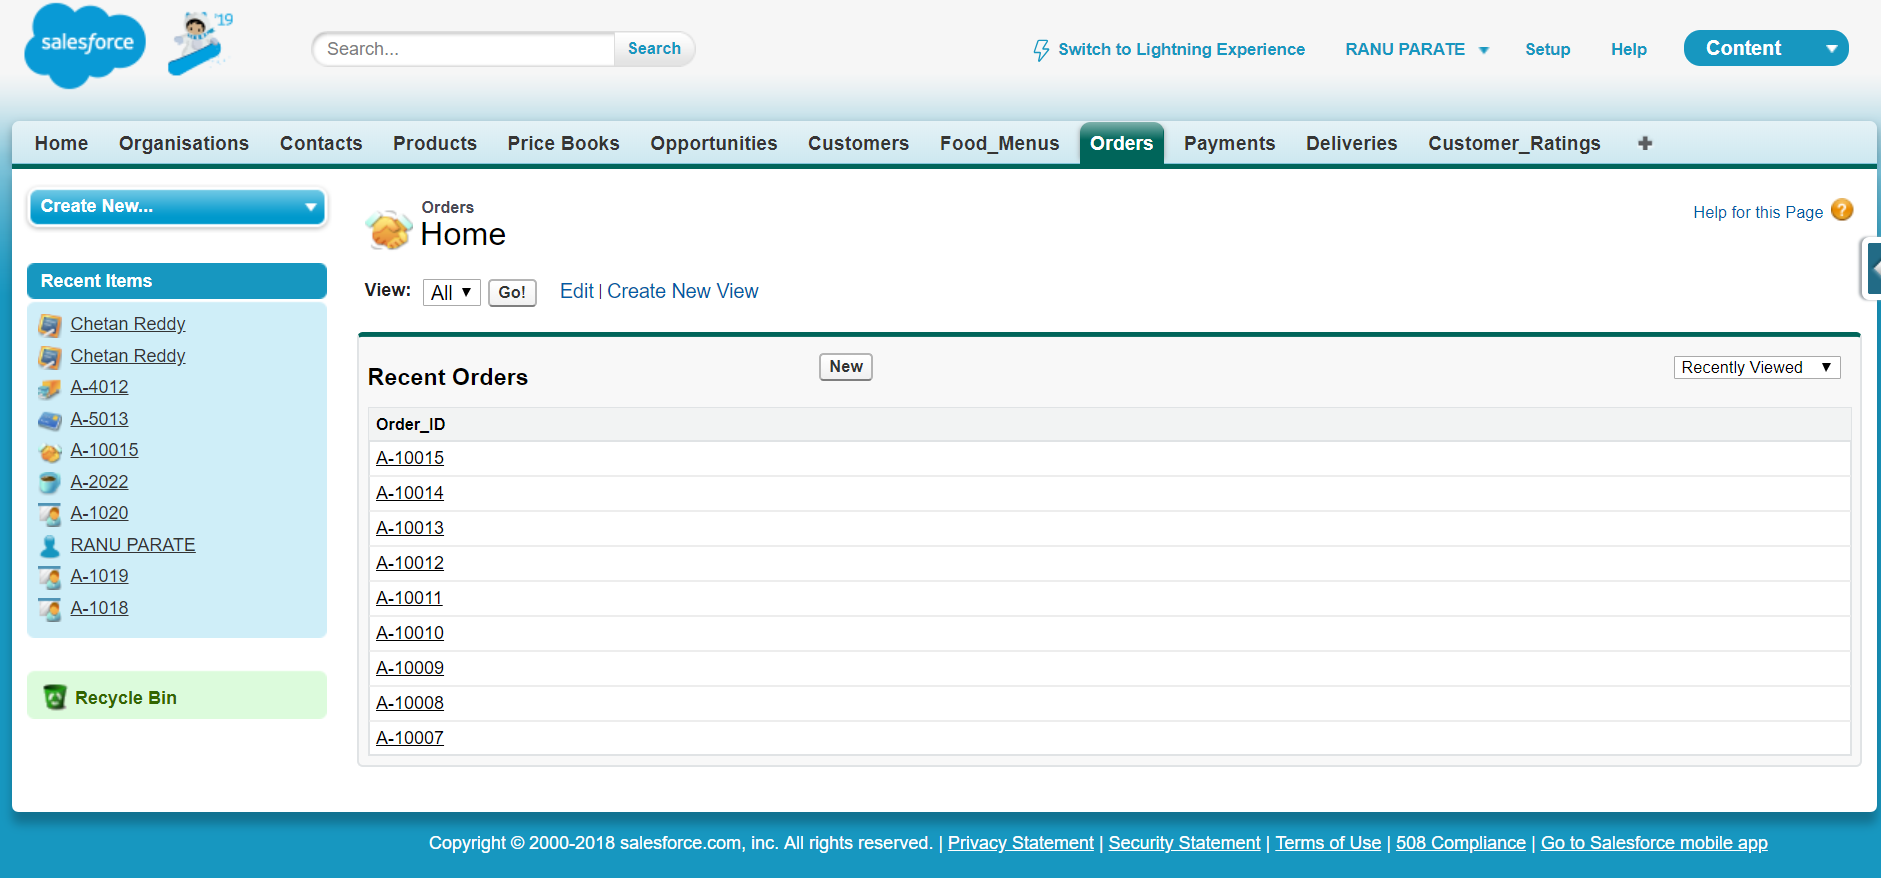 salesforce
'19
Search...
Search
Switch to Lightning Experience
RANU PARATE
Setup
Help
Content
Home Organisations Contacts Products Price Books Opportunities Customers Food_Menus Orders Payments Deliveries Customer_Ratings +
Create New...
Recent Items
Chetan Reddy
Chetan Reddy
A-4012
A-5013
A-10015
A-2022
A-1020
RANU PARATE
A-1019
A-1018
Recycle Bin
Orders
Home
Help for this Page ?
View: All Go! Edit | Create New View
Recent Orders
New
Recently Viewed
Order_ID
A-10015
A-10014
A-10013
A-10012
A-10011
A-10010
A-10009
A-10008
A-10007
Copyright © 2000-2018 salesforce.com, inc. All rights reserved. | Privacy Statement | Security Statement | Terms of Use | 508 Compliance | Go to Salesforce mobile app